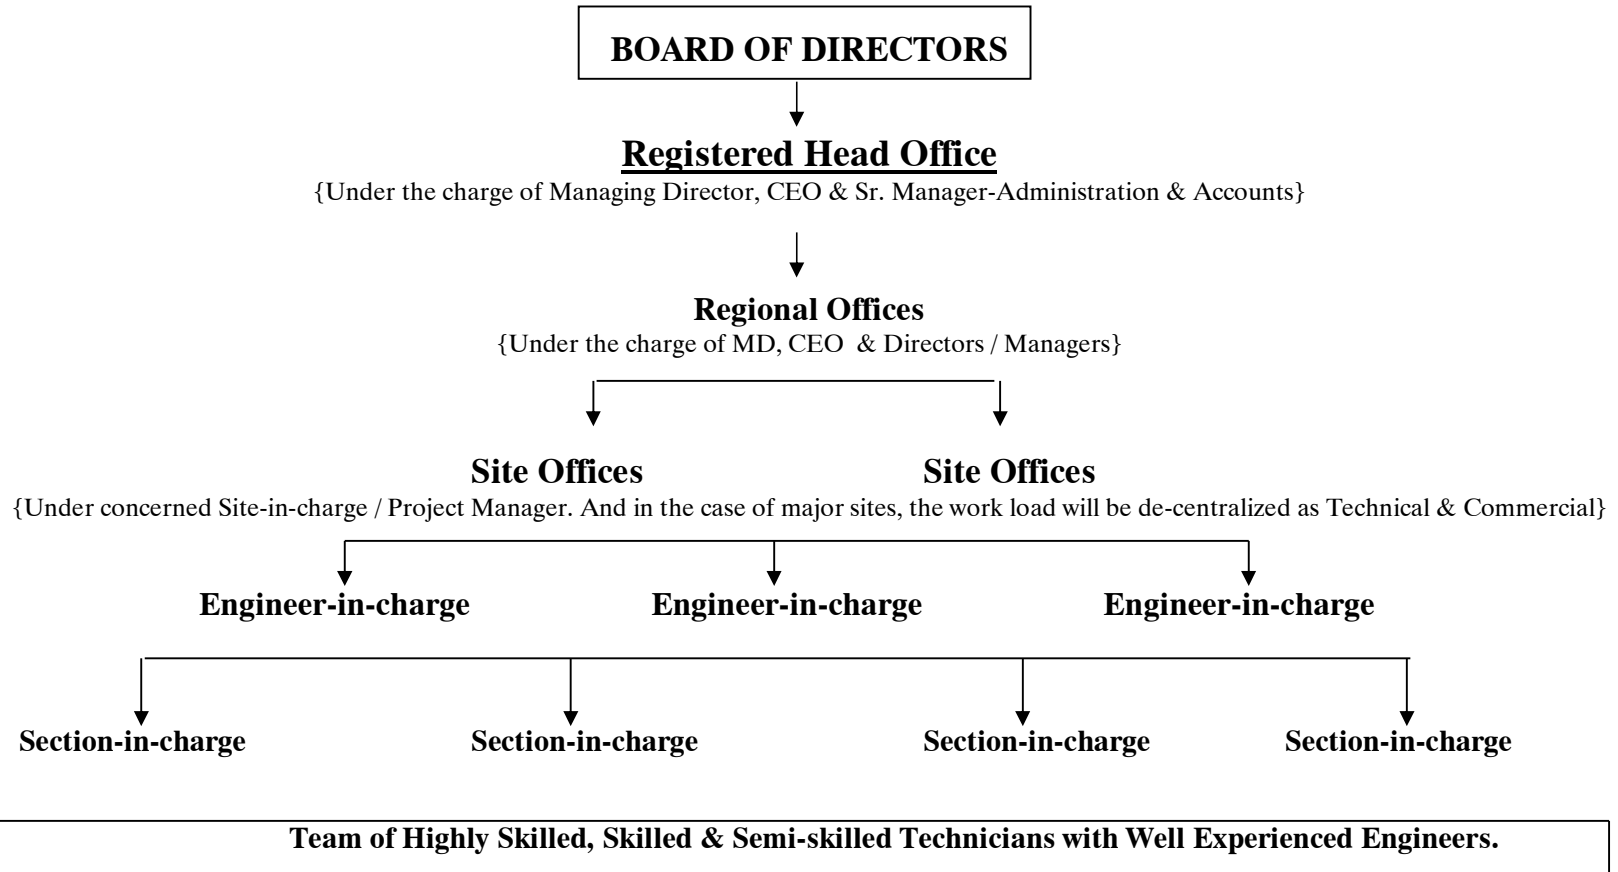 BOARD OF DIRECTORS
Registered Head Office
{Under the charge of Managing Director, CEO & Sr. Manager-Administration & Accounts}
Regional Offices
{Under the charge of MD, CEO & Directors / Managers}
Site Offices Site Offices
{Under concerned Site-in-charge / Project Manager. And in the case of major sites, the work load will be de-centralized as Technical & Commercial}
Engineer-in-charge Engineer-in-charge Engineer-in-charge
Section-in-charge Section-in-charge Section-in-charge Section-in-charge
Team of Highly Skilled, Skilled & Semi-skilled Technicians with Well Experienced Engineers.